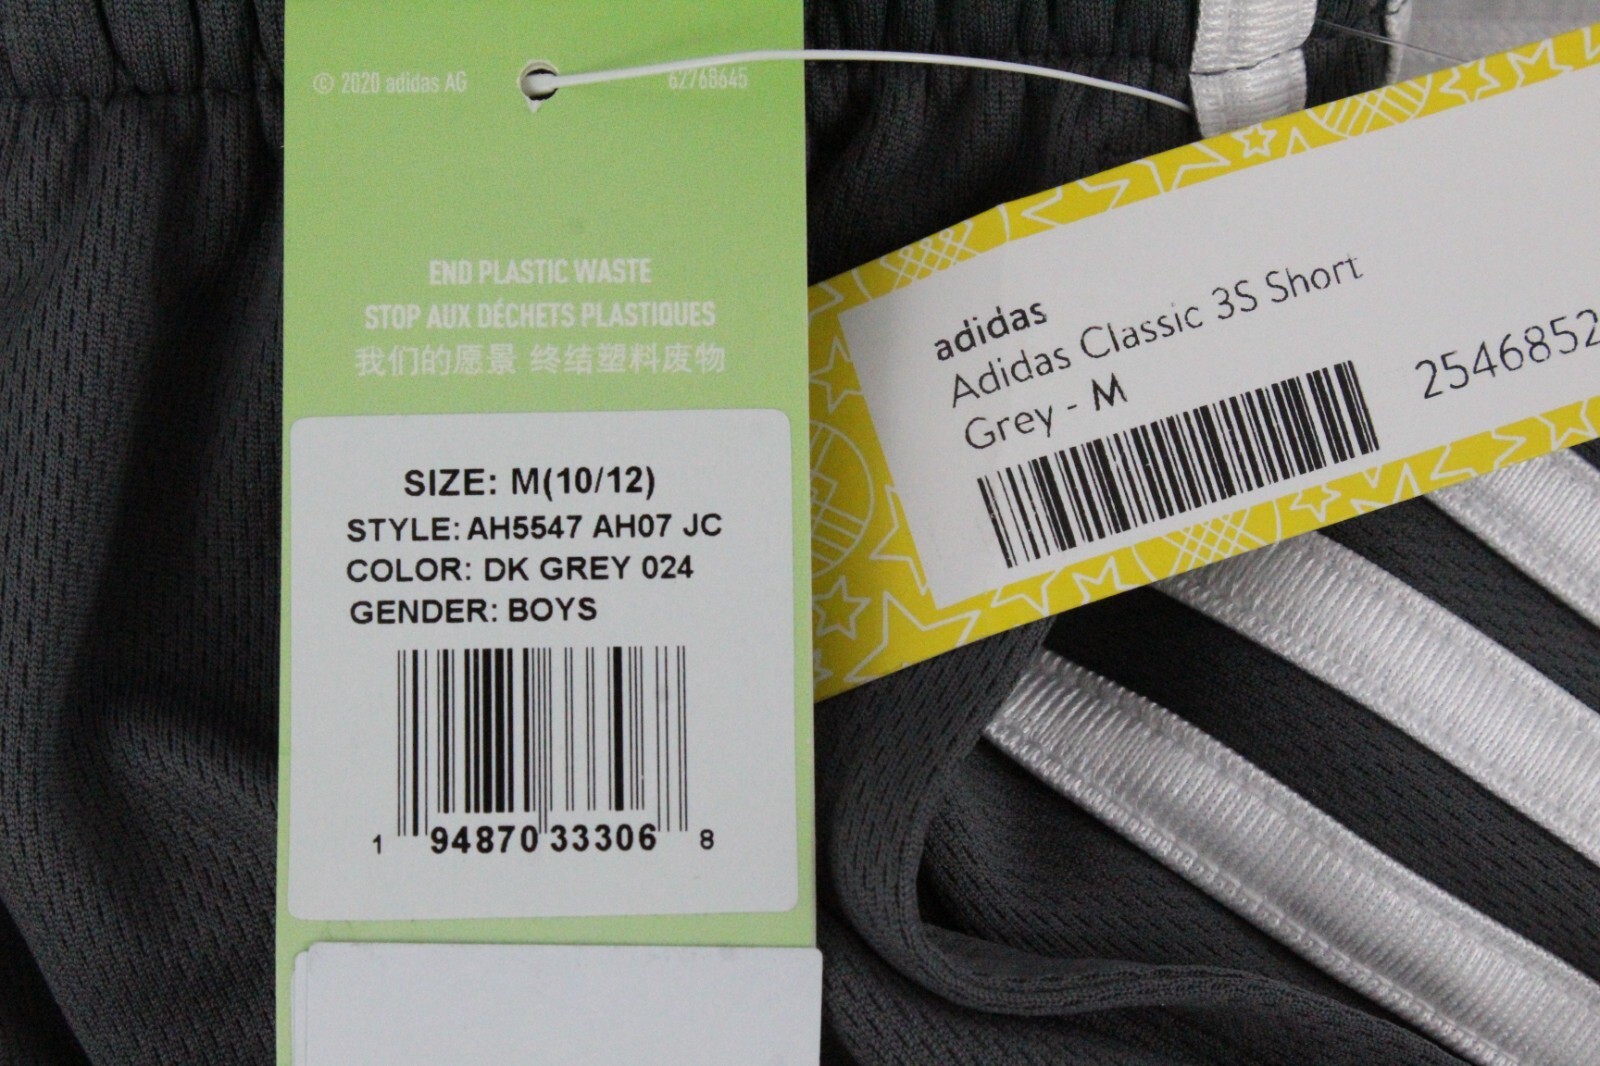 © 2020 adidas AG
62768645
END PLASTIC WASTE
STOP AUX DÉCHETS PLASTIQUES
我们的愿景 终结塑料废物
SIZE: M(10/12)
STYLE: AH5547 AH07 JC
COLOR: DK GREY 024
GENDER: BOYS
1 94870 33306 8
adidas
Adidas Classic 3S Short
Grey - M
2546852